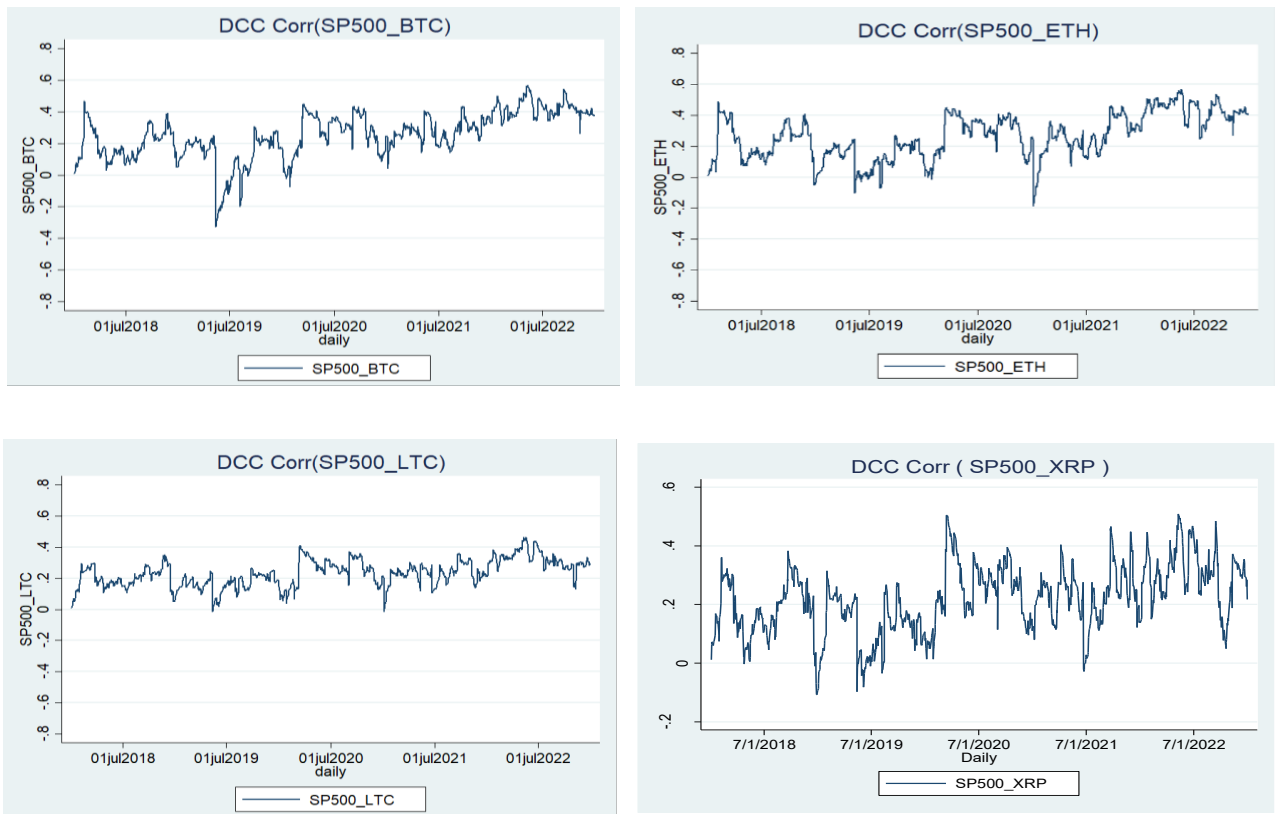 DCC Corr(SP500_BTC)
SP500_BTC
.8
.6
.4
.2
0
-.2
-.4
-.6
-.8
01jul2018 01jul2019 01jul2020 01jul2021 01jul2022
daily
SP500_BTC
DCC Corr(SP500_ETH)
SP500_ETH
.8
.6
.4
.2
0
-.2
-.4
-.6
-.8
01jul2018 01jul2019 01jul2020 01jul2021 01jul2022
daily
SP500_ETH
DCC Corr(SP500_LTC)
SP500_LTC
.8
.6
.4
.2
0
-.2
-.4
-.6
-.8
01jul2018 01jul2019 01jul2020 01jul2021 01jul2022
daily
SP500_LTC
DCC Corr ( SP500_XRP )
.6
.4
.2
0
-.2
7/1/2018 7/1/2019 7/1/2020 7/1/2021 7/1/2022
Daily
SP500_XRP